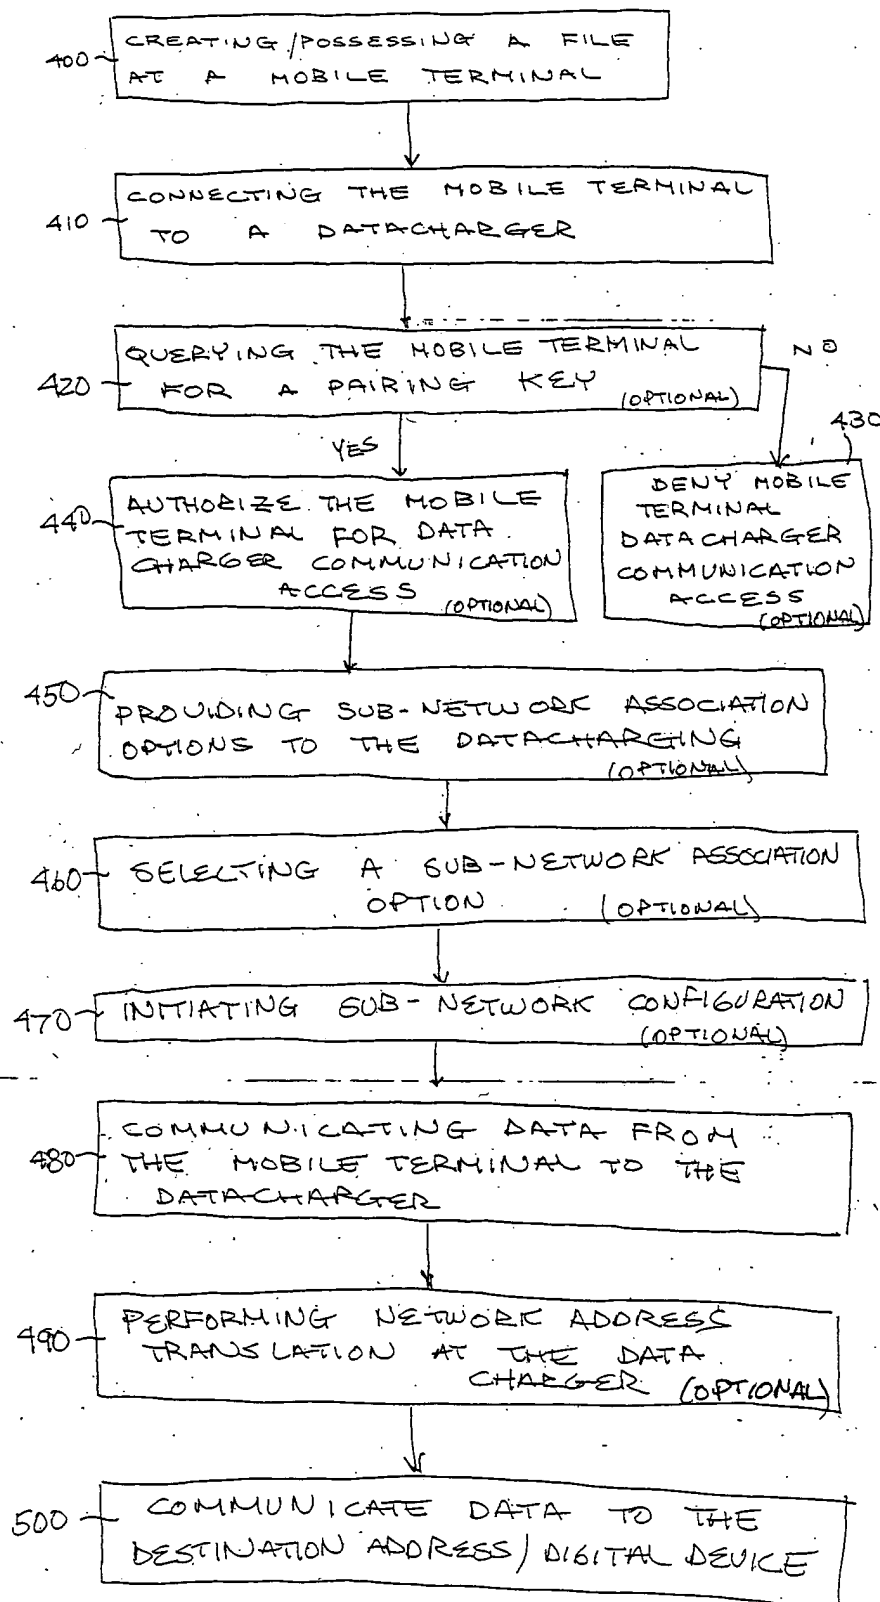 400
CREATING/POSSESSING A FILE
AT A MOBILE TERMINAL
410
CONNECTING THE MOBILE TERMINAL
TO A DATACHARGER
420
QUERYING THE MOBILE TERMINAL
FOR A PAIRING KEY
(OPTIONAL)
NO
YES
430
440
AUTHORIZE THE MOBILE
TERMINAL FOR DATA
CHARGER COMMUNICATION
ACCESS (OPTIONAL)
DENY MOBILE
TERMINAL
DATACHARGER
COMMUNICATION
ACCESS
(OPTIONAL)
450
PROVIDING SUB-NETWORK ASSOCIATION
OPTIONS TO THE DATACHARGING
(OPTIONAL)
460
SELECTING A SUB-NETWORK ASSOCIATION
OPTION (OPTIONAL)
470
INITIATING SUB-NETWORK CONFIGURATION
(OPTIONAL)
480
COMMUNICATING DATA FROM
THE MOBILE TERMINAL TO THE
DATACHARGER
490
PERFORMING NETWORK ADDRESS
TRANSLATION AT THE DATA
CHARGER (OPTIONAL)
500
COMMUNICATE DATA TO THE
DESTINATION ADDRESS/DIGITAL DEVICE